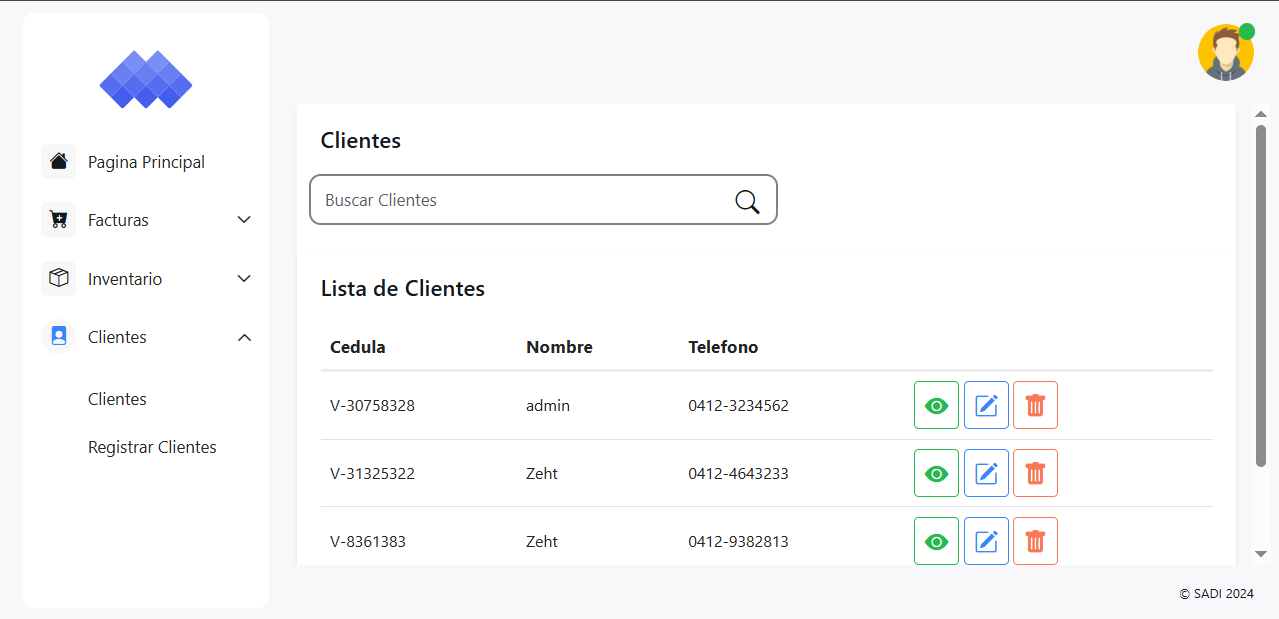 Pagina Principal
Facturas
Inventario
Clientes
Clientes
Registrar Clientes
Clientes
Buscar Clientes
Lista de Clientes
Cedula Nombre Telefono
V-30758328 admin 0412-3234562
V-31325322 Zeht 0412-4643233
V-8361383 Zeht 0412-9382813
© SADI 2024